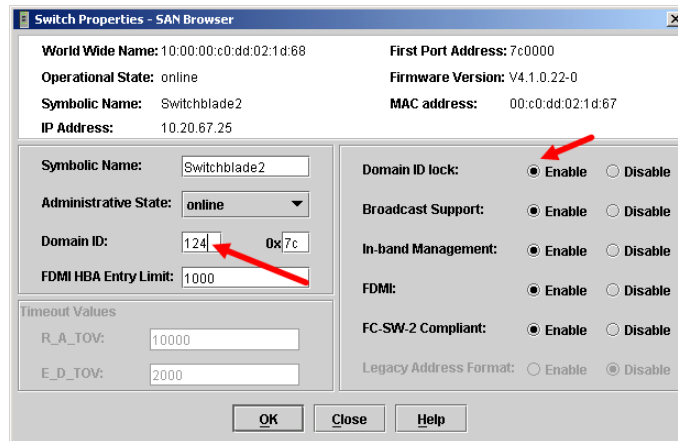 Switch Properties - SAN Browser
World Wide Name: 10:00:00:c0:dd:02:1d:68 First Port Address: 7c0000
Operational State: online Firmware Version: V4.1.0.22-0
Symbolic Name: Switchblade2 MAC address: 00:c0:dd:02:1d:67
IP Address: 10.20.67.25
Symbolic Name: Switchblade2
Administrative State: online
Domain ID: 124 0x 7c
FDMI HBA Entry Limit: 1000
Timeout Values
R_A_TOV: 10000
E_D_TOV: 2000
Domain ID lock: Enable Disable
Broadcast Support: Enable Disable
In-band Management: Enable Disable
FDMI: Enable Disable
FC-SW-2 Compliant: Enable Disable
Legacy Address Format: Enable Disable
OK Close Help